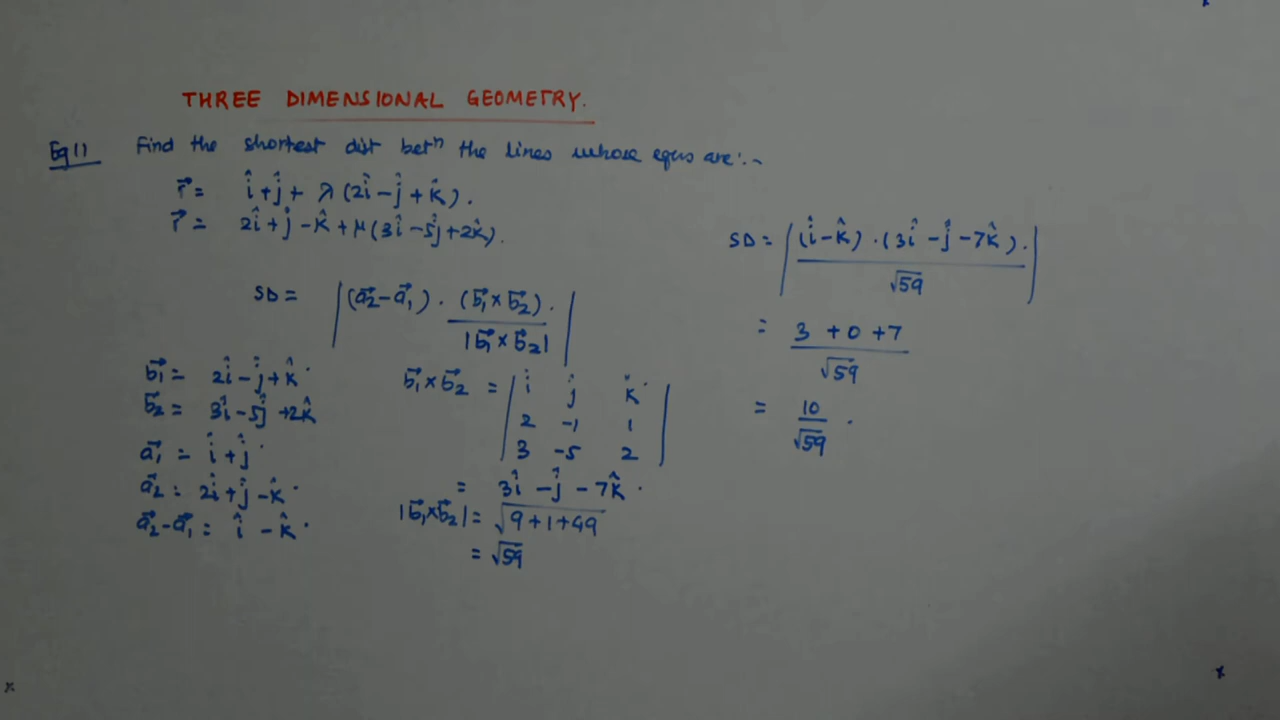 THREE DIMENSIONAL GEOMETRY.
Eg 11 Find the shortest dist betⁿ the lines whose eqns are:-
r⃗ = î+ĵ+ λ(2î-ĵ+k̂).
r⃗ = 2î+ĵ-k̂+μ(3î-5ĵ+2k̂).
SD = |(a⃗₂-a⃗₁) · (b⃗₁×b⃗₂). / |b⃗₁×b⃗₂||
b⃗₁ = 2î-ĵ+k̂
b⃗₂ = 3î-5ĵ+2k̂
a⃗₁ = î+ĵ
a⃗₂ = 2î+ĵ-k̂
a⃗₂-a⃗₁ = î-k̂
b⃗₁×b⃗₂ = | î ĵ k̂
2 -1 1
3 -5 2 |
= 3î-ĵ-7k̂
|b⃗₁×b⃗₂| = √9+1+49
= √59
SD = |(î-k̂)·(3î-ĵ-7k̂). / √59|
= 3+0+7 / √59
= 10 / √59 .